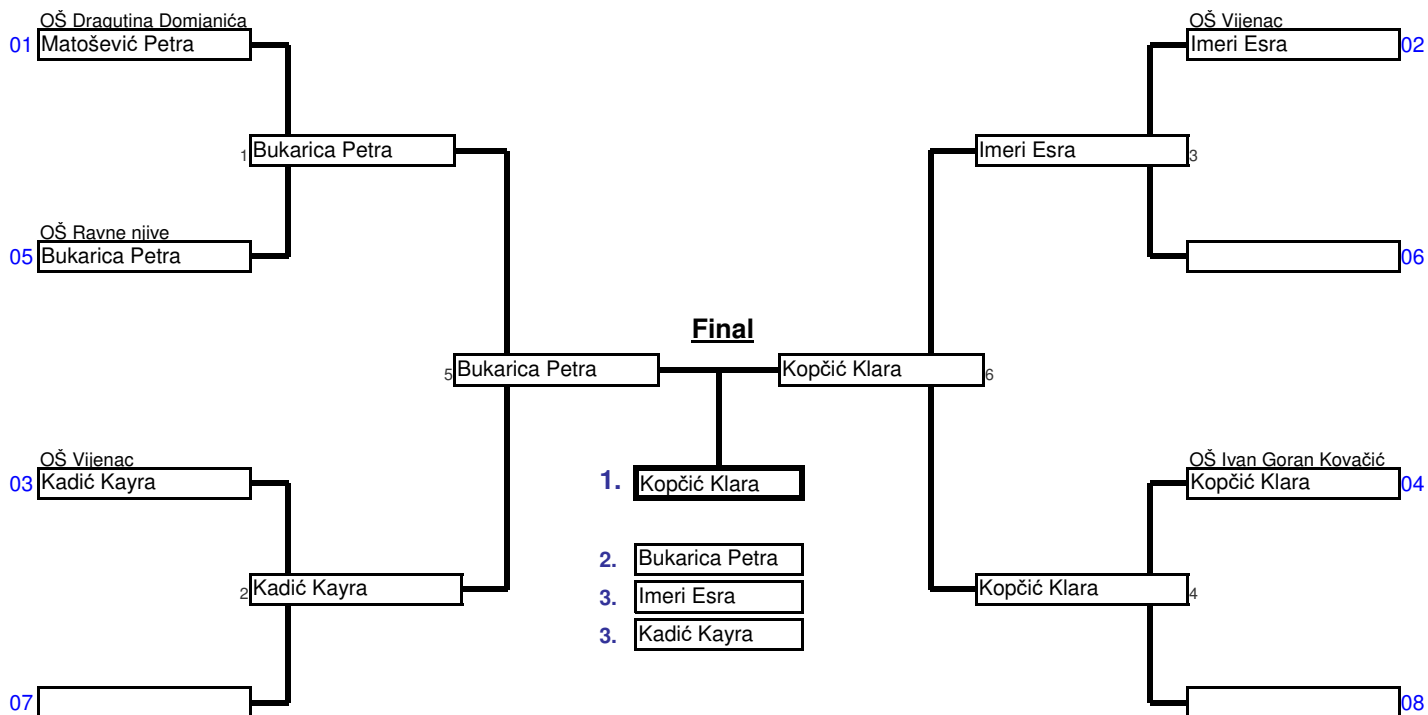 OŠ Dragutina Domjanića
01 Matošević Petra
1 Bukarica Petra
OŠ Ravne njive
05 Bukarica Petra
5 Bukarica Petra
OŠ Vijenac
03 Kadić Kayra
2 Kadić Kayra
07
Final
1. Kopčić Klara
2. Bukarica Petra
3. Imeri Esra
3. Kadić Kayra
OŠ Vijenac
Imeri Esra 02
Imeri Esra 3
06
Kopčić Klara 6
OŠ Ivan Goran Kovačić
Kopčić Klara 04
Kopčić Klara 4
08